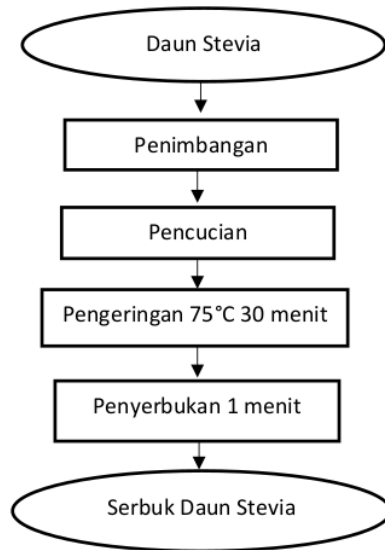 Daun Stevia
Penimbangan
Pencucian
Pengeringan 75°C 30 menit
Penyerbukan 1 menit
Serbuk Daun Stevia